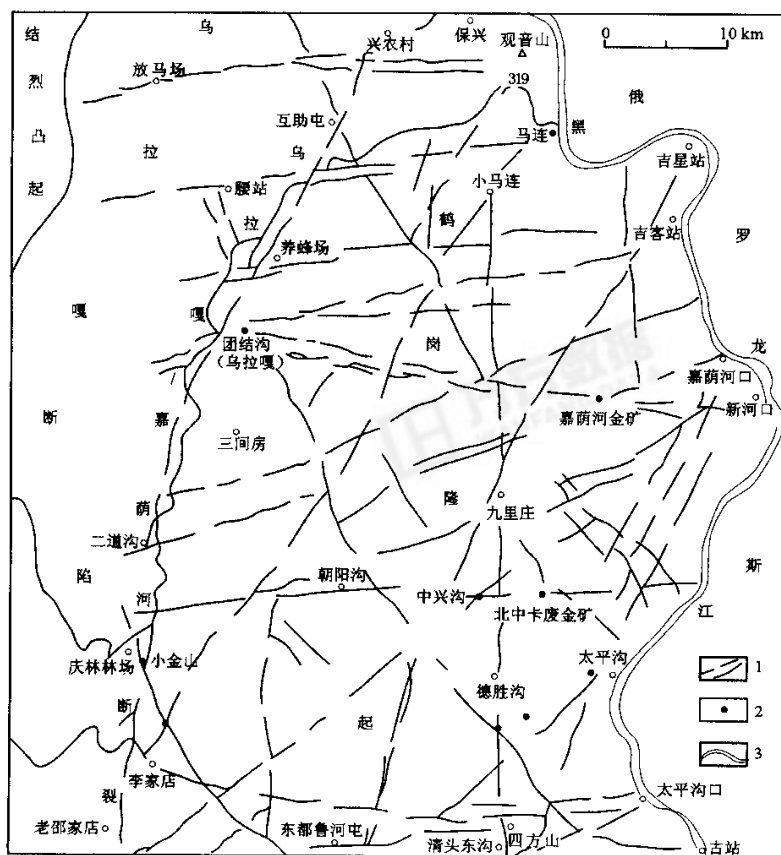 结烈凸起
乌拉嘎断陷
保兴
兴农村
观音山
319
0
10 km
放马场
俄罗斯
互助屯
马连
黑龙江
吉星站
腰站
小马连
乌拉嘎
鹤岗隆起
吉客站
养蜂场
团结沟
(乌拉嘎)
嘉荫河断裂
嘉荫河口
新河口
嘉荫河金矿
三间房
九里庄
二道沟
朝阳沟
中兴沟
北中卡废金矿
庆林林场
小金山
德胜沟
太平沟
1
2
3
李家店
太平沟口
老邵家店
东都鲁河屯
清头东沟
四方山
古站